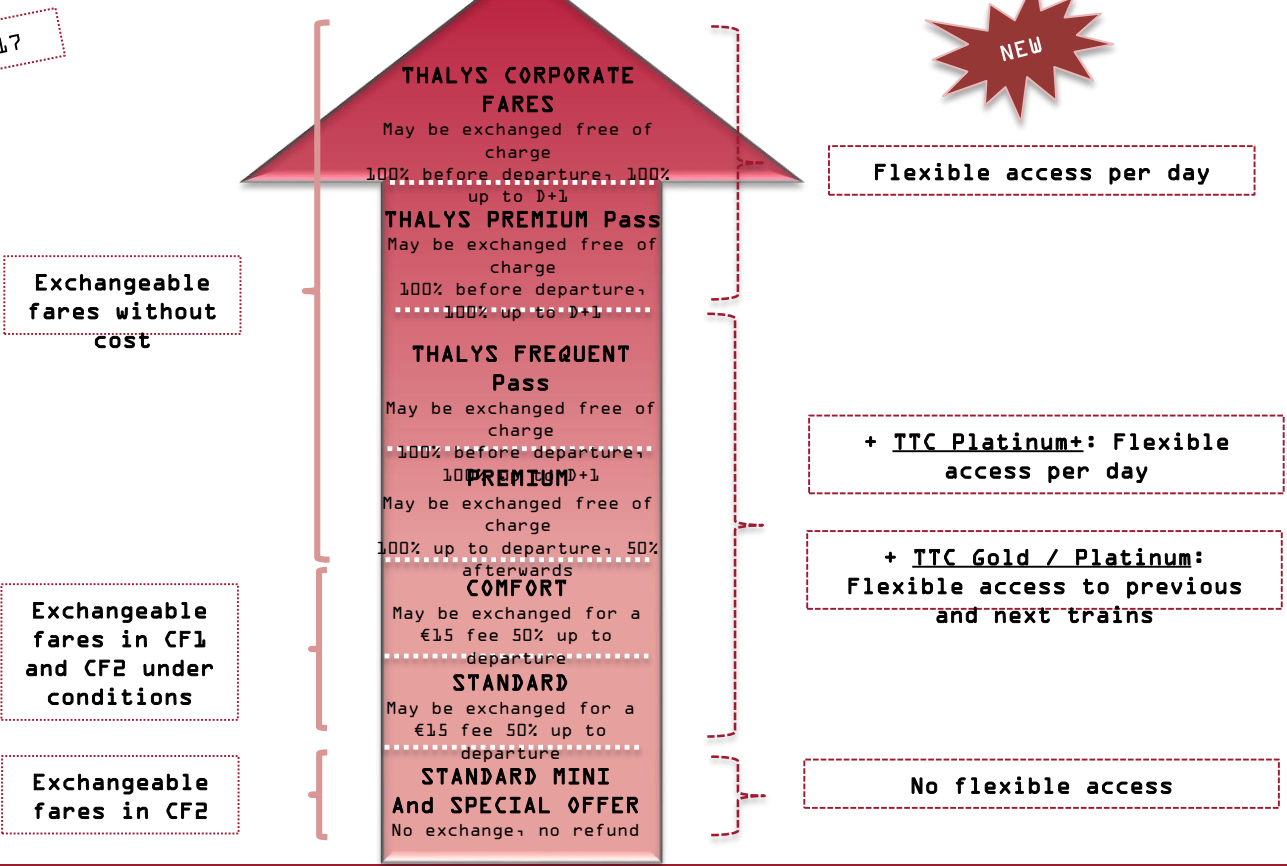 17
NEW
THALYS CORPORATE
FARES
May be exchanged free of
charge
100% before departure, 100%
up to D+1
THALYS PREMIUM Pass
May be exchanged free of
charge
100% before departure,
100% up to D+1
THALYS FREQUENT
Pass
May be exchanged free of
charge
100% before departure,
100% up to D+1
PREMIUM
May be exchanged free of
charge
100% up to departure, 50%
afterwards
COMFORT
May be exchanged for a
€15 fee 50% up to
departure
STANDARD
May be exchanged for a
€15 fee 50% up to
departure
STANDARD MINI
And SPECIAL OFFER
No exchange, no refund
Exchangeable
fares without
cost
Exchangeable
fares in CF1
and CF2 under
conditions
Exchangeable
fares in CF2
Flexible access per day
+ TTC Platinum+: Flexible
access per day
+ TTC Gold / Platinum:
Flexible access to previous
and next trains
No flexible access